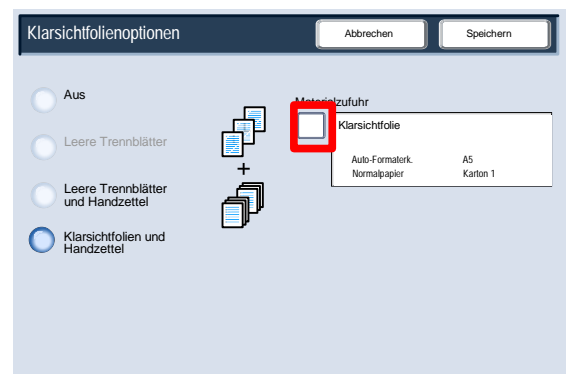 Klarsichtfolienoptionen
Abbrechen
Speichern
Aus
Leere Trennblätter
Leere Trennblätter
und Handzettel
Klarsichtfolien und
Handzettel
+
Materialzufuhr
Klarsichtfolie
Auto-Formaterk. A5
Normalpapier Karton 1